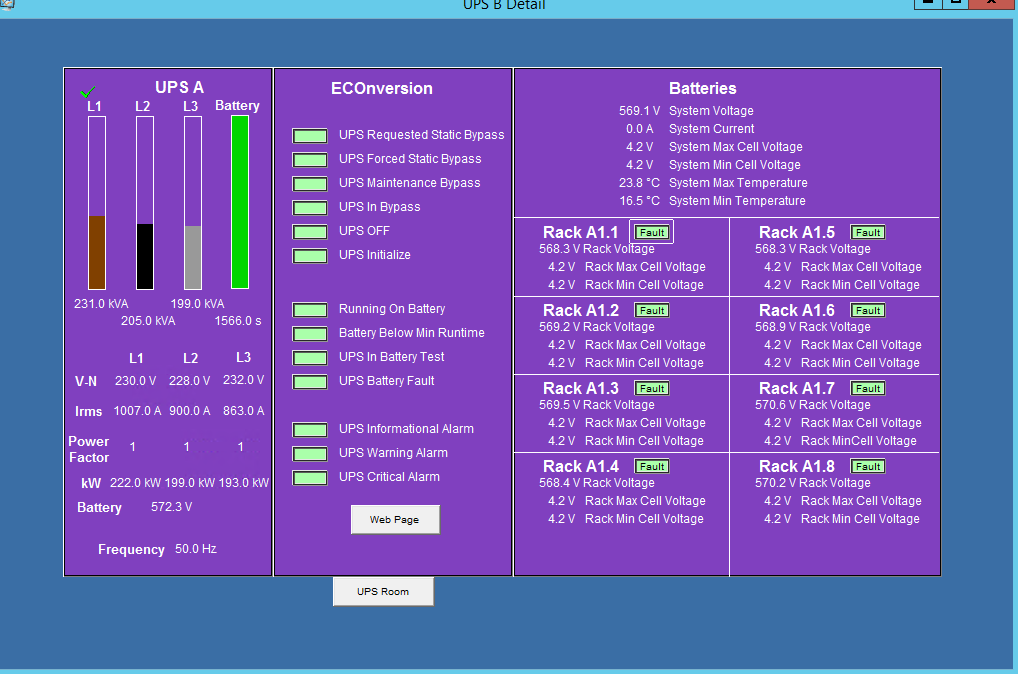 UPS B Detail
UPS A
L1 L2 L3 Battery
231.0 kVA 199.0 kVA
205.0 kVA 1566.0 s
L1 L2 L3
V-N 230.0 V 228.0 V 232.0 V
Irms 1007.0 A 900.0 A 863.0 A
Power
Factor
1 1 1
kW 222.0 kW 199.0 kW 193.0 kW
Battery 572.3 V
Frequency 50.0 Hz
ECOnversion
UPS Requested Static Bypass
UPS Forced Static Bypass
UPS Maintenance Bypass
UPS In Bypass
UPS OFF
UPS Initialize
Running On Battery
Battery Below Min Runtime
UPS In Battery Test
UPS Battery Fault
UPS Informational Alarm
UPS Warning Alarm
UPS Critical Alarm
Web Page
UPS Room
Batteries
569.1 V System Voltage
0.0 A System Current
4.2 V System Max Cell Voltage
4.2 V System Min Cell Voltage
23.8 °C System Max Temperature
16.5 °C System Min Temperature
Rack A1.1 Fault
568.3 V Rack Voltage
4.2 V Rack Max Cell Voltage
4.2 V Rack Min Cell Voltage
Rack A1.5 Fault
568.3 V Rack Voltage
4.2 V Rack Max Cell Voltage
4.2 V Rack Min Cell Voltage
Rack A1.2 Fault
569.2 V Rack Voltage
4.2 V Rack Max Cell Voltage
4.2 V Rack Min Cell Voltage
Rack A1.6 Fault
568.9 V Rack Voltage
4.2 V Rack Max Cell Voltage
4.2 V Rack Min Cell Voltage
Rack A1.3 Fault
569.5 V Rack Voltage
4.2 V Rack Max Cell Voltage
4.2 V Rack Min Cell Voltage
Rack A1.7 Fault
570.6 V Rack Voltage
4.2 V Rack Max Cell Voltage
4.2 V Rack MinCell Voltage
Rack A1.4 Fault
568.4 V Rack Voltage
4.2 V Rack Max Cell Voltage
4.2 V Rack Min Cell Voltage
Rack A1.8 Fault
570.2 V Rack Voltage
4.2 V Rack Max Cell Voltage
4.2 V Rack Min Cell Voltage